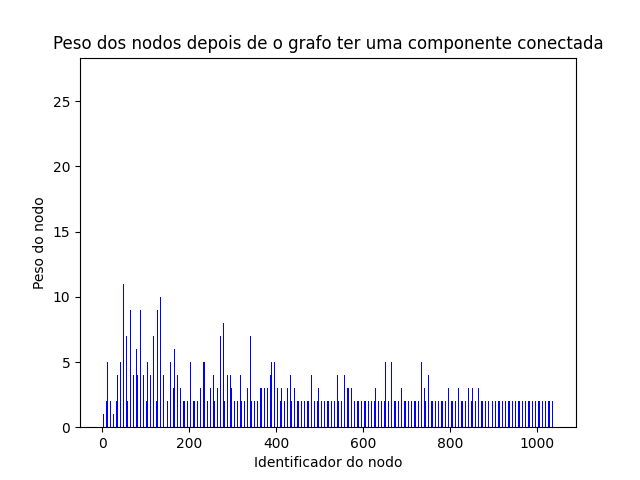 Peso dos nodos depois de o grafo ter uma componente conectada
25
20
15
10
5
0
Peso do nodo
0 200 400 600 800 1000
Identificador do nodo